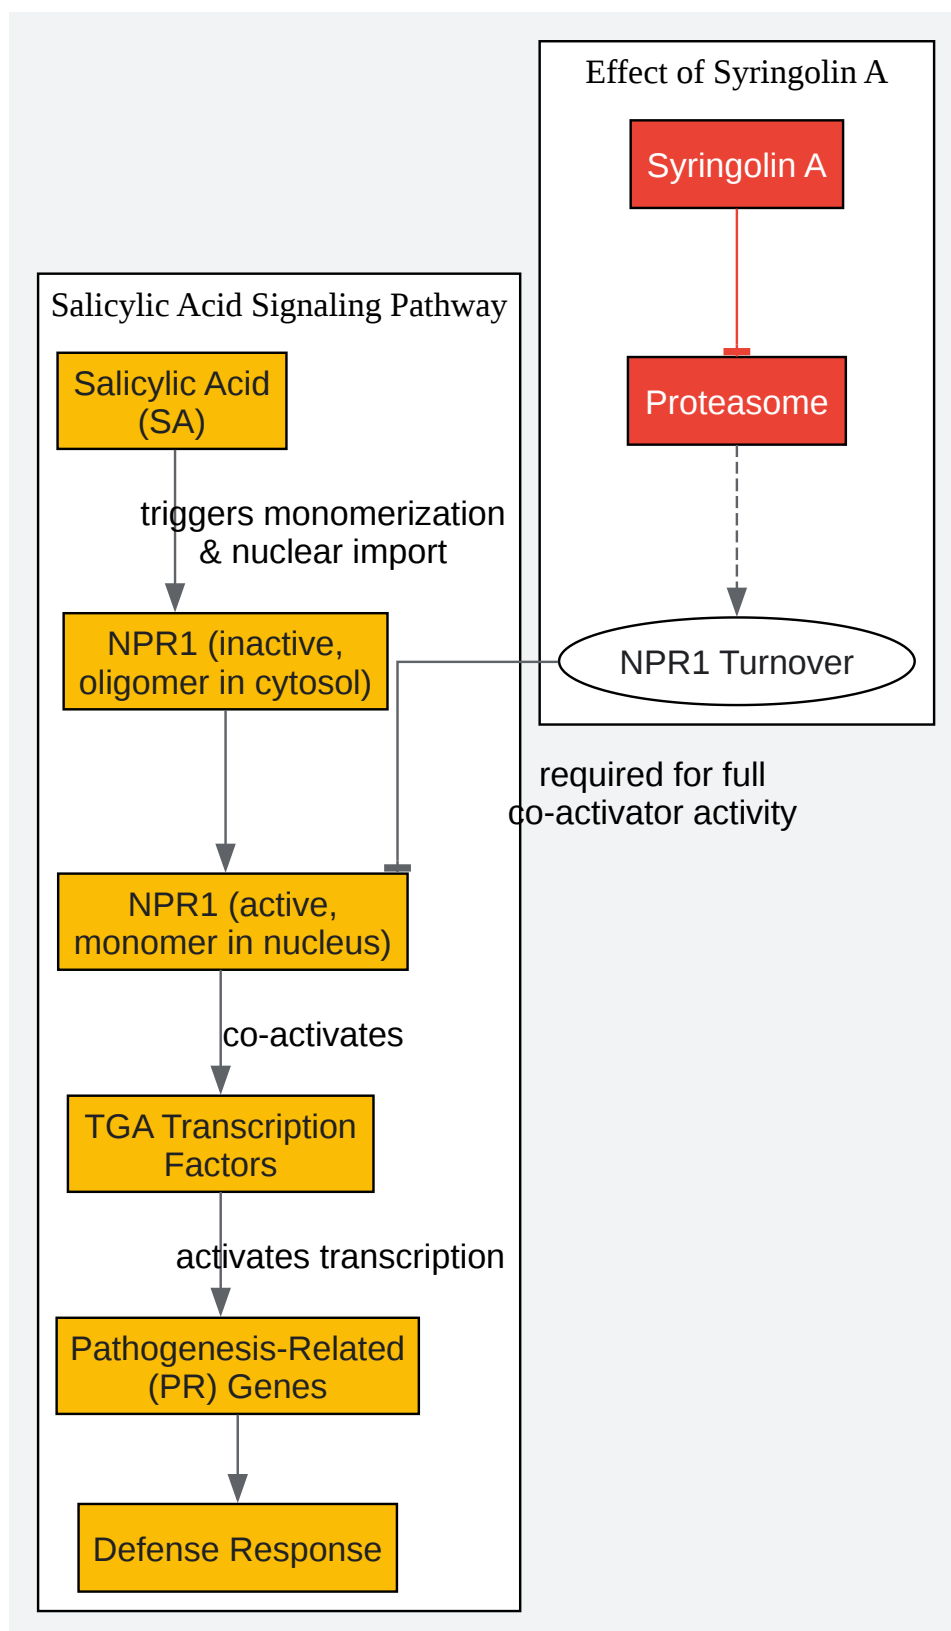 Effect of Syringolin A
Syringolin A
Proteasome
NPR1 Turnover
required for full
co-activator activity
Salicylic Acid Signaling Pathway
Salicylic Acid
(SA)
triggers monomerization
& nuclear import
NPR1 (inactive,
oligomer in cytosol)
NPR1 (active,
monomer in nucleus)
co-activates
TGA Transcription
Factors
activates transcription
Pathogenesis-Related
(PR) Genes
Defense Response